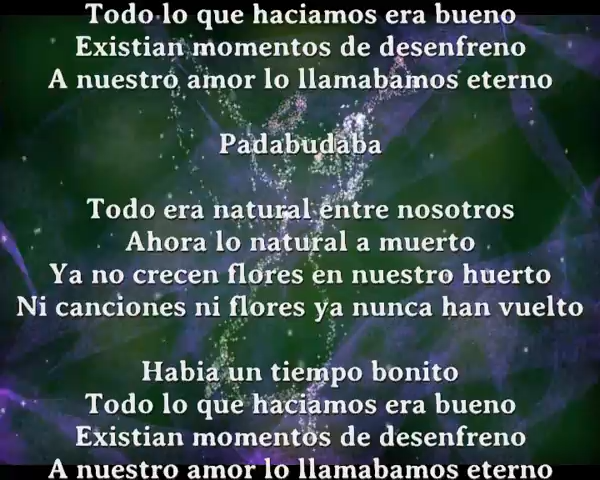 Todo lo que haciamos era bueno
Existian momentos de desenfreno
A nuestro amor lo llamabamos eterno
Padabudaba
Todo era natural entre nosotros
Ahora lo natural a muerto
Ya no crecen flores en nuestro huerto
Ni canciones ni flores ya nunca han vuelto
Habia un tiempo bonito
Todo lo que haciamos era bueno
Existian momentos de desenfreno
A nuestro amor lo llamabamos eterno